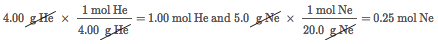 4.00 g He × 1 mol He / 4.00 g He = 1.00 mol He and 5.0 g Ne × 1 mol Ne / 20.0 g Ne = 0.25 mol Ne